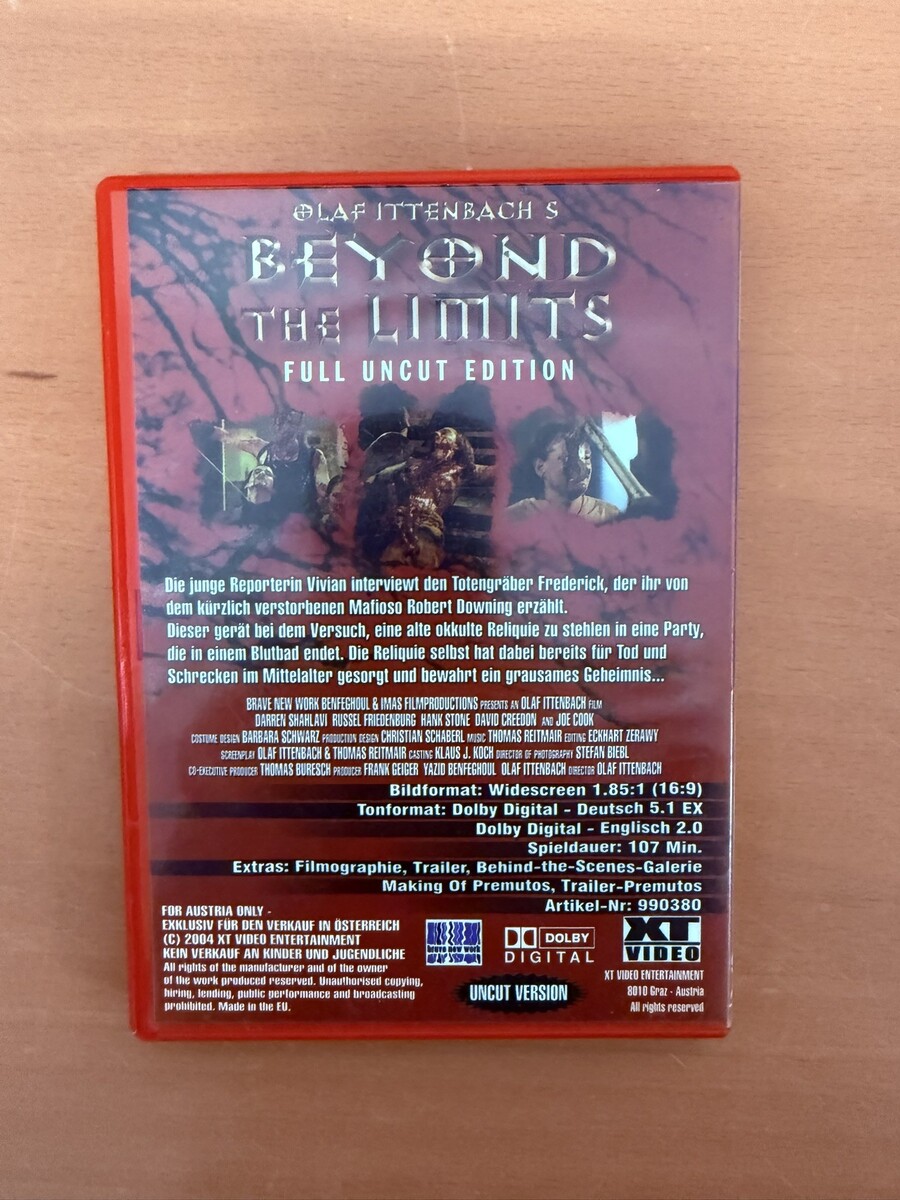 OLAF ITTENBACH S
BEYOND
THE LIMITS
FULL UNCUT EDITION
Die junge Reporterin Vivian interviewt den Totengräber Frederick, der ihr von
dem kürzlich verstorbenen Mafioso Robert Downing erzählt.
Dieser gerät bei dem Versuch, eine alte okkulte Reliquie zu stehlen in eine Party,
die in einem Blutbad endet. Die Reliquie selbst hat dabei bereits für Tod und
Schrecken im Mittelalter gesorgt und bewahrt ein grausames Geheimnis...
BRAVE NEW WORK BENFEGHOUL & IMAS FILMPRODUCTIONS PRESENTS AN OLAF ITTENBACH FILM
DARREN SHAHLAVI RUSSEL FRIEDENBURG HANK STONE DAVID CREEDON AND JOE COOK
COSTUME DESIGN BARBARA SCHWARZ PRODUCTION DESIGN CHRISTIAN SCHABERL MUSIC THOMAS REITMAIR EDITING ECKHART ZERAWY
SCREENPLAY OLAF ITTENBACH & THOMAS REITMAIR CASTING KLAUS J. KOCH DIRECTOR OF PHOTOGRAPHY STEFAN BIEBL
CO-EXECUTIVE PRODUCER THOMAS BURESCH PRODUCER FRANK GEIGER YAZID BENFEGHOUL OLAF ITTENBACH DIRECTOR OLAF ITTENBACH
Bildformat: Widescreen 1.85:1 (16:9)
Tonformat: Dolby Digital - Deutsch 5.1 EX
Dolby Digital - Englisch 2.0
Spieldauer: 107 Min.
Extras: Filmographie, Trailer, Behind-the-Scenes-Galerie
Making Of Premutos, Trailer-Premutos
Artikel-Nr: 990380
FOR AUSTRIA ONLY -
EXKLUSIV FÜR DEN VERKAUF IN ÖSTERREICH
(C) 2004 XT VIDEO ENTERTAINMENT
KEIN VERKAUF AN KINDER UND JUGENDLICHE
All rights of the manufacturer and of the owner
of the work produced reserved. Unauthorised copying,
hiring, lending, public performance and broadcasting
prohibited. Made in the EU.
brave new work
DOLBY
DIGITAL
UNCUT VERSION
XT
VIDEO
XT VIDEO ENTERTAINMENT
8010 Graz - Austria
All rights reserved